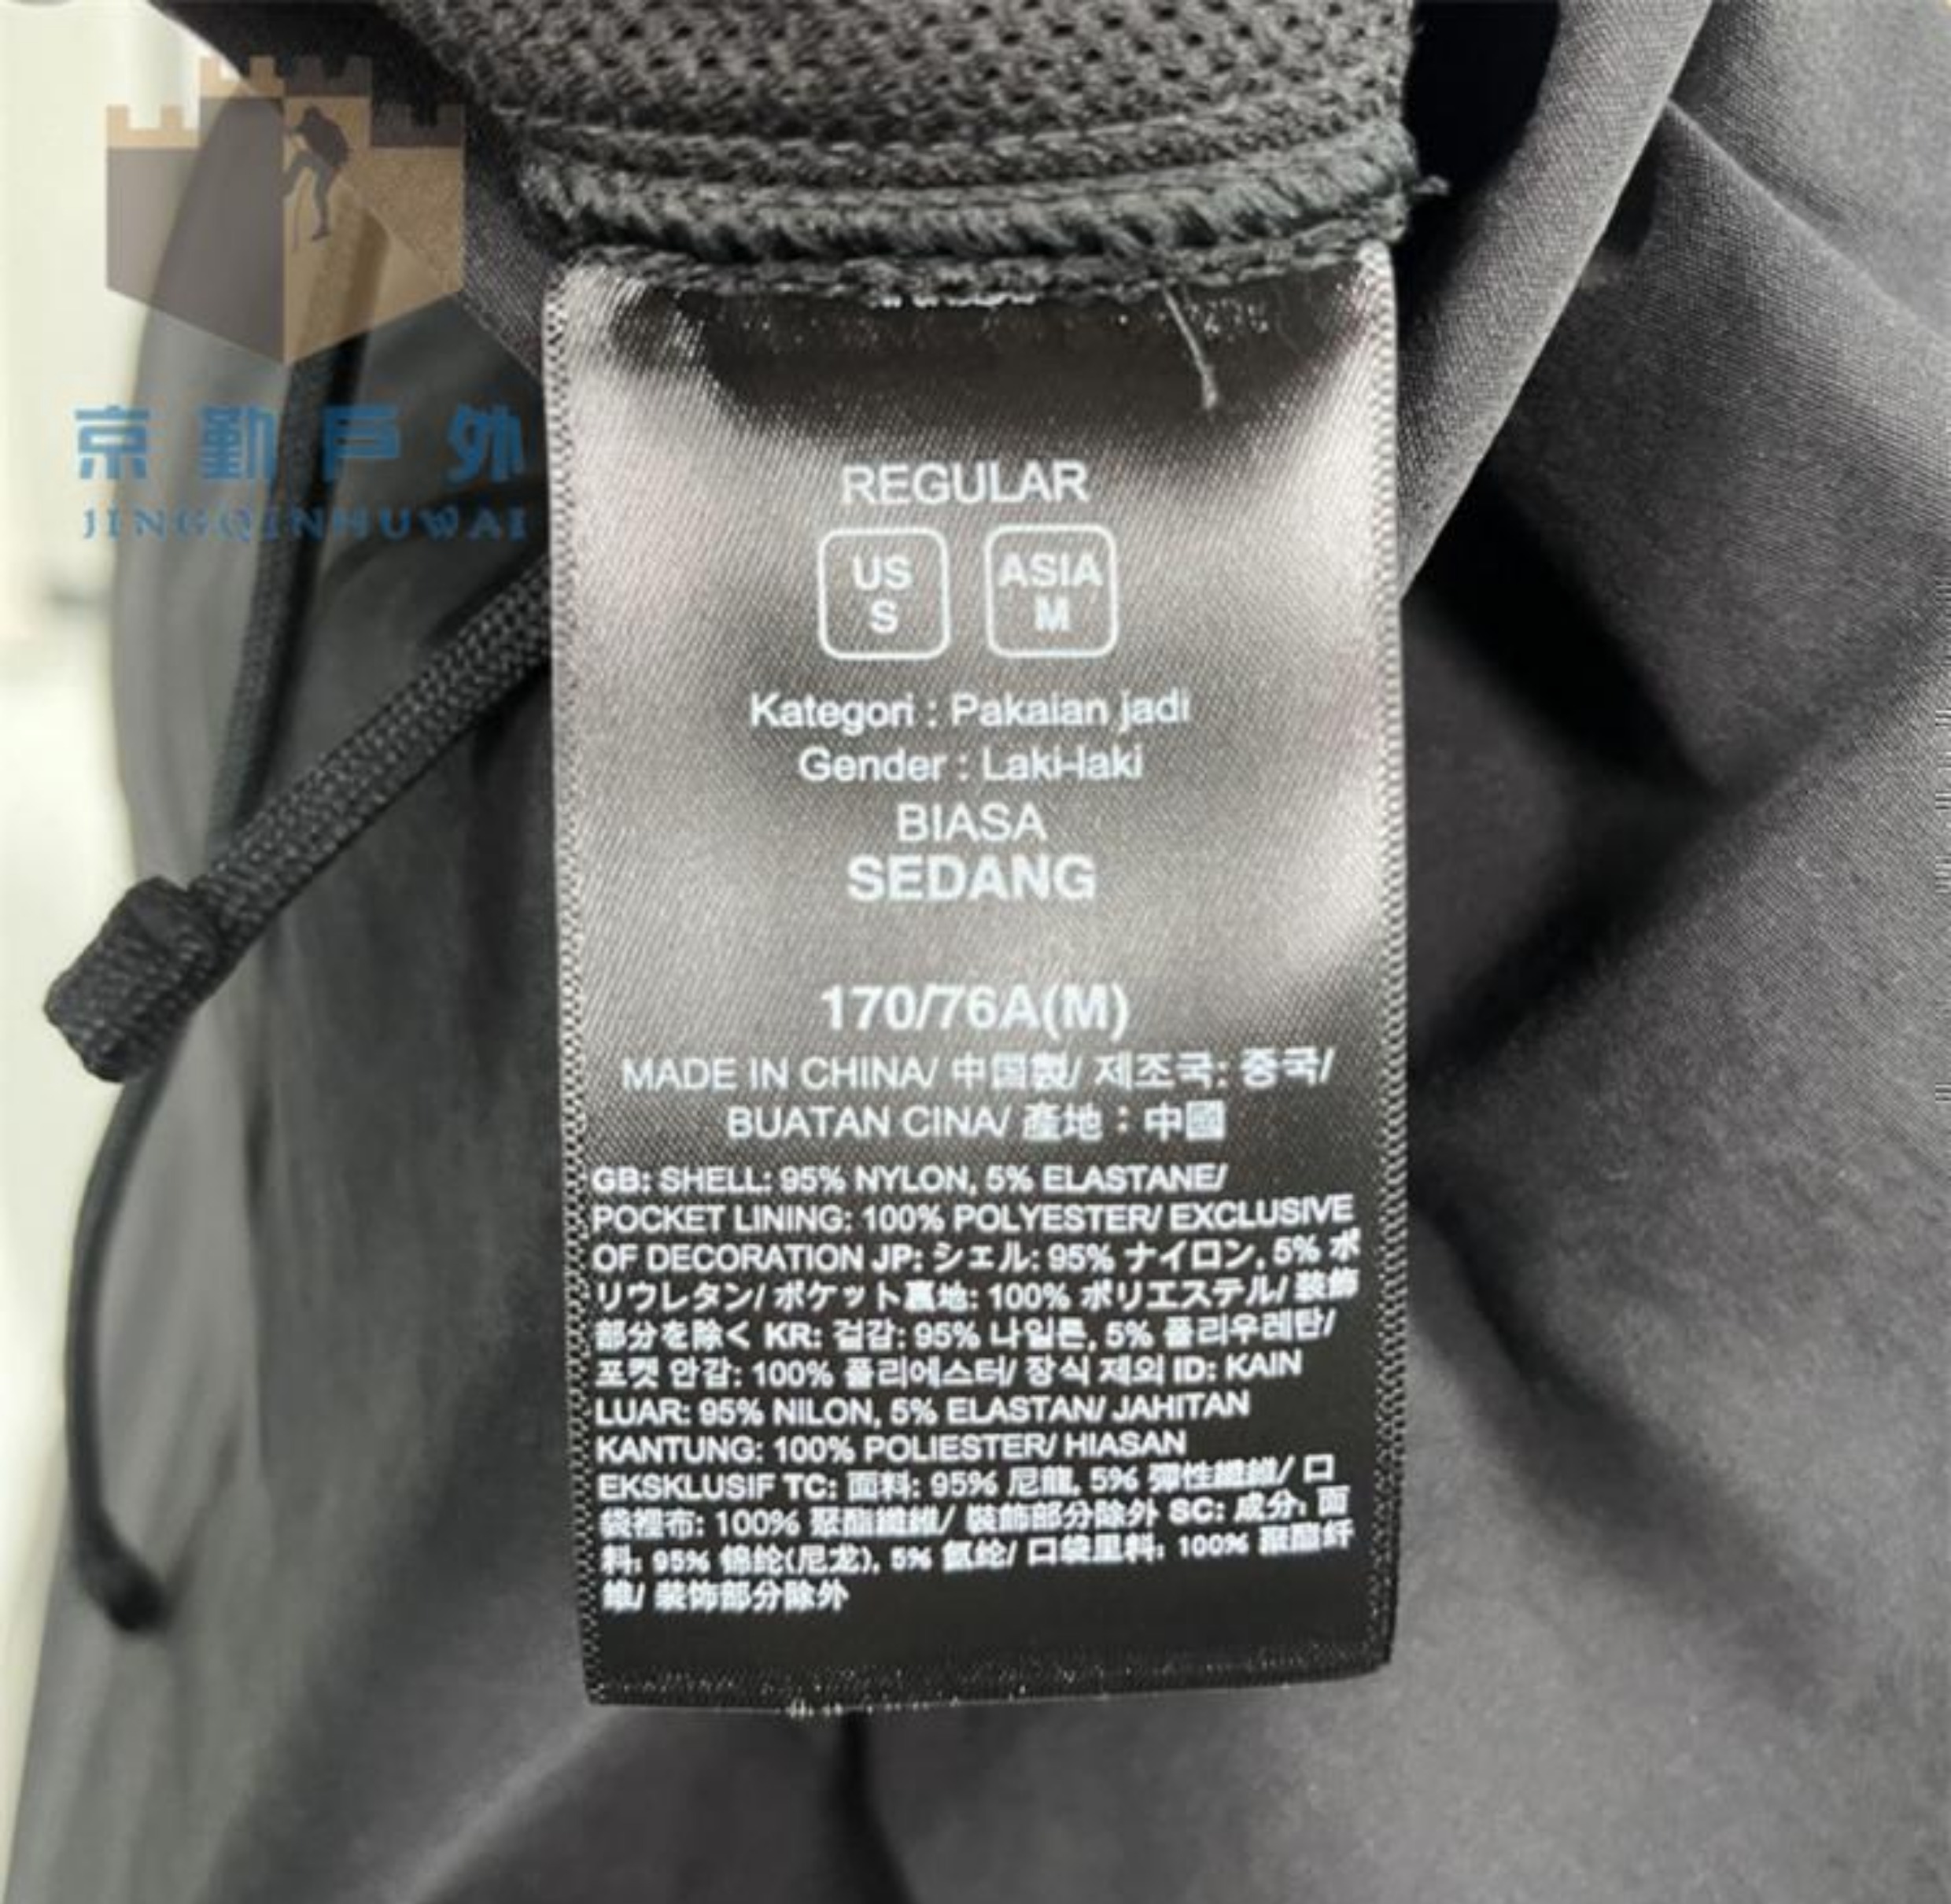 京勤戶外
JINGQINHUWAI
REGULAR
US
S
ASIA
M
Kategori : Pakaian jadi
Gender : Laki-laki
BIASA
SEDANG
170/76A(M)
MADE IN CHINA/ 中国製/ 제조국: 중국/
BUATAN CINA/ 產地：中國
GB: SHELL: 95% NYLON, 5% ELASTANE/
POCKET LINING: 100% POLYESTER/ EXCLUSIVE
OF DECORATION JP: シェル: 95% ナイロン, 5% ポ
リウレタン/ ポケット裏地: 100% ポリエステル/ 装飾
部分を除く KR: 겉감: 95% 나일론, 5% 폴리우레탄/
포켓 안감: 100% 폴리에스터/ 장식 제외 ID: KAIN
LUAR: 95% NILON, 5% ELASTAN/ JAHITAN
KANTUNG: 100% POLIESTER/ HIASAN
EKSKLUSIF TC: 面料: 95% 尼龍, 5% 彈性纖維/ 口
袋裡布: 100% 聚酯纖維/ 裝飾部分除外 SC: 成分: 面
料: 95% 锦纶(尼龙), 5% 氨纶/ 口袋里料: 100% 聚酯纤
维/ 装饰部分除外